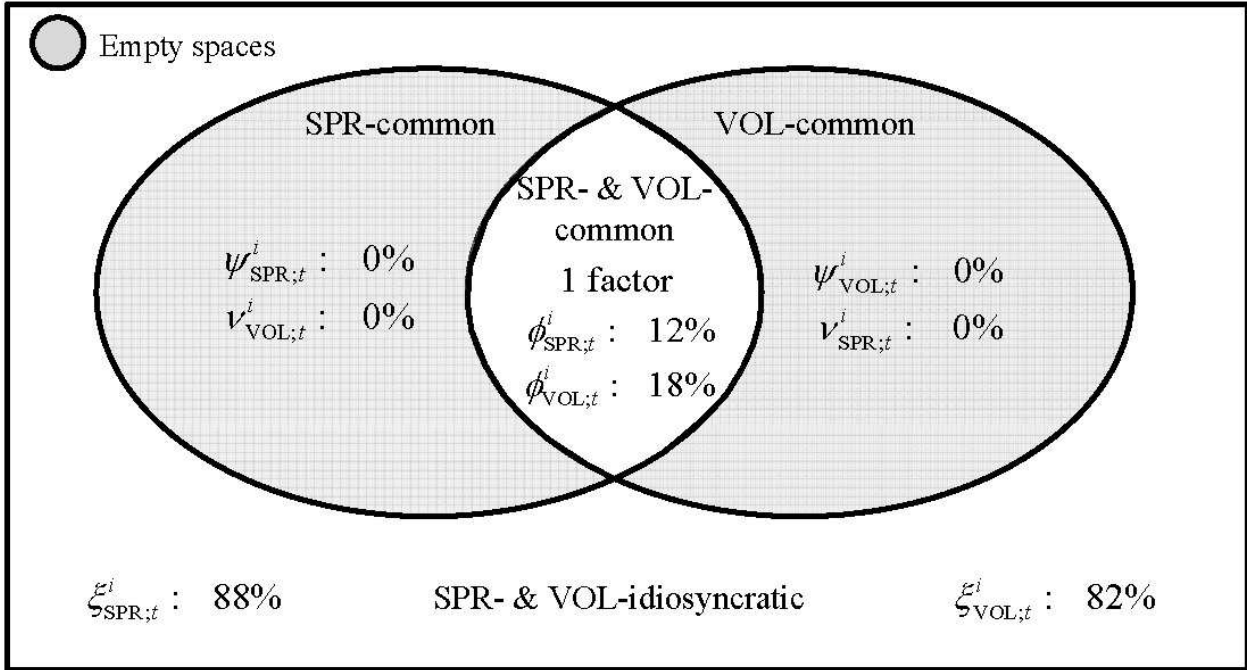 Empty spaces
SPR-common
VOL-common
SPR- & VOL-
common
1 factor
ψ^i_SPR;t : 0%
ν^i_VOL;t : 0%
ϕ^i_SPR;t : 12%
ϕ^i_VOL;t : 18%
ψ^i_VOL;t : 0%
ν^i_SPR;t : 0%
ξ^i_SPR;t : 88%
SPR- & VOL-idiosyncratic
ξ^i_VOL;t : 82%